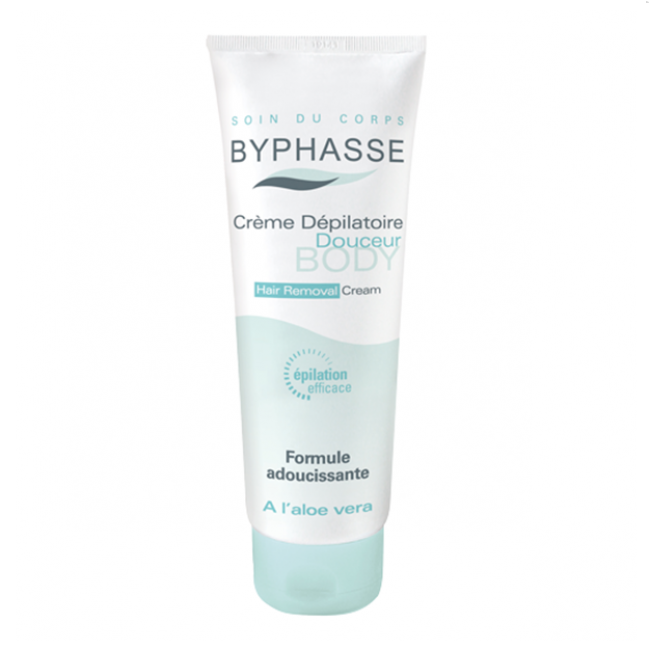 SOIN DU CORPS
BYPHASSE
Crème Dépilatoire
Douceur
BODY
Hair Removal Cream
épilation
efficace
Formule
adoucissante
A l'aloe vera